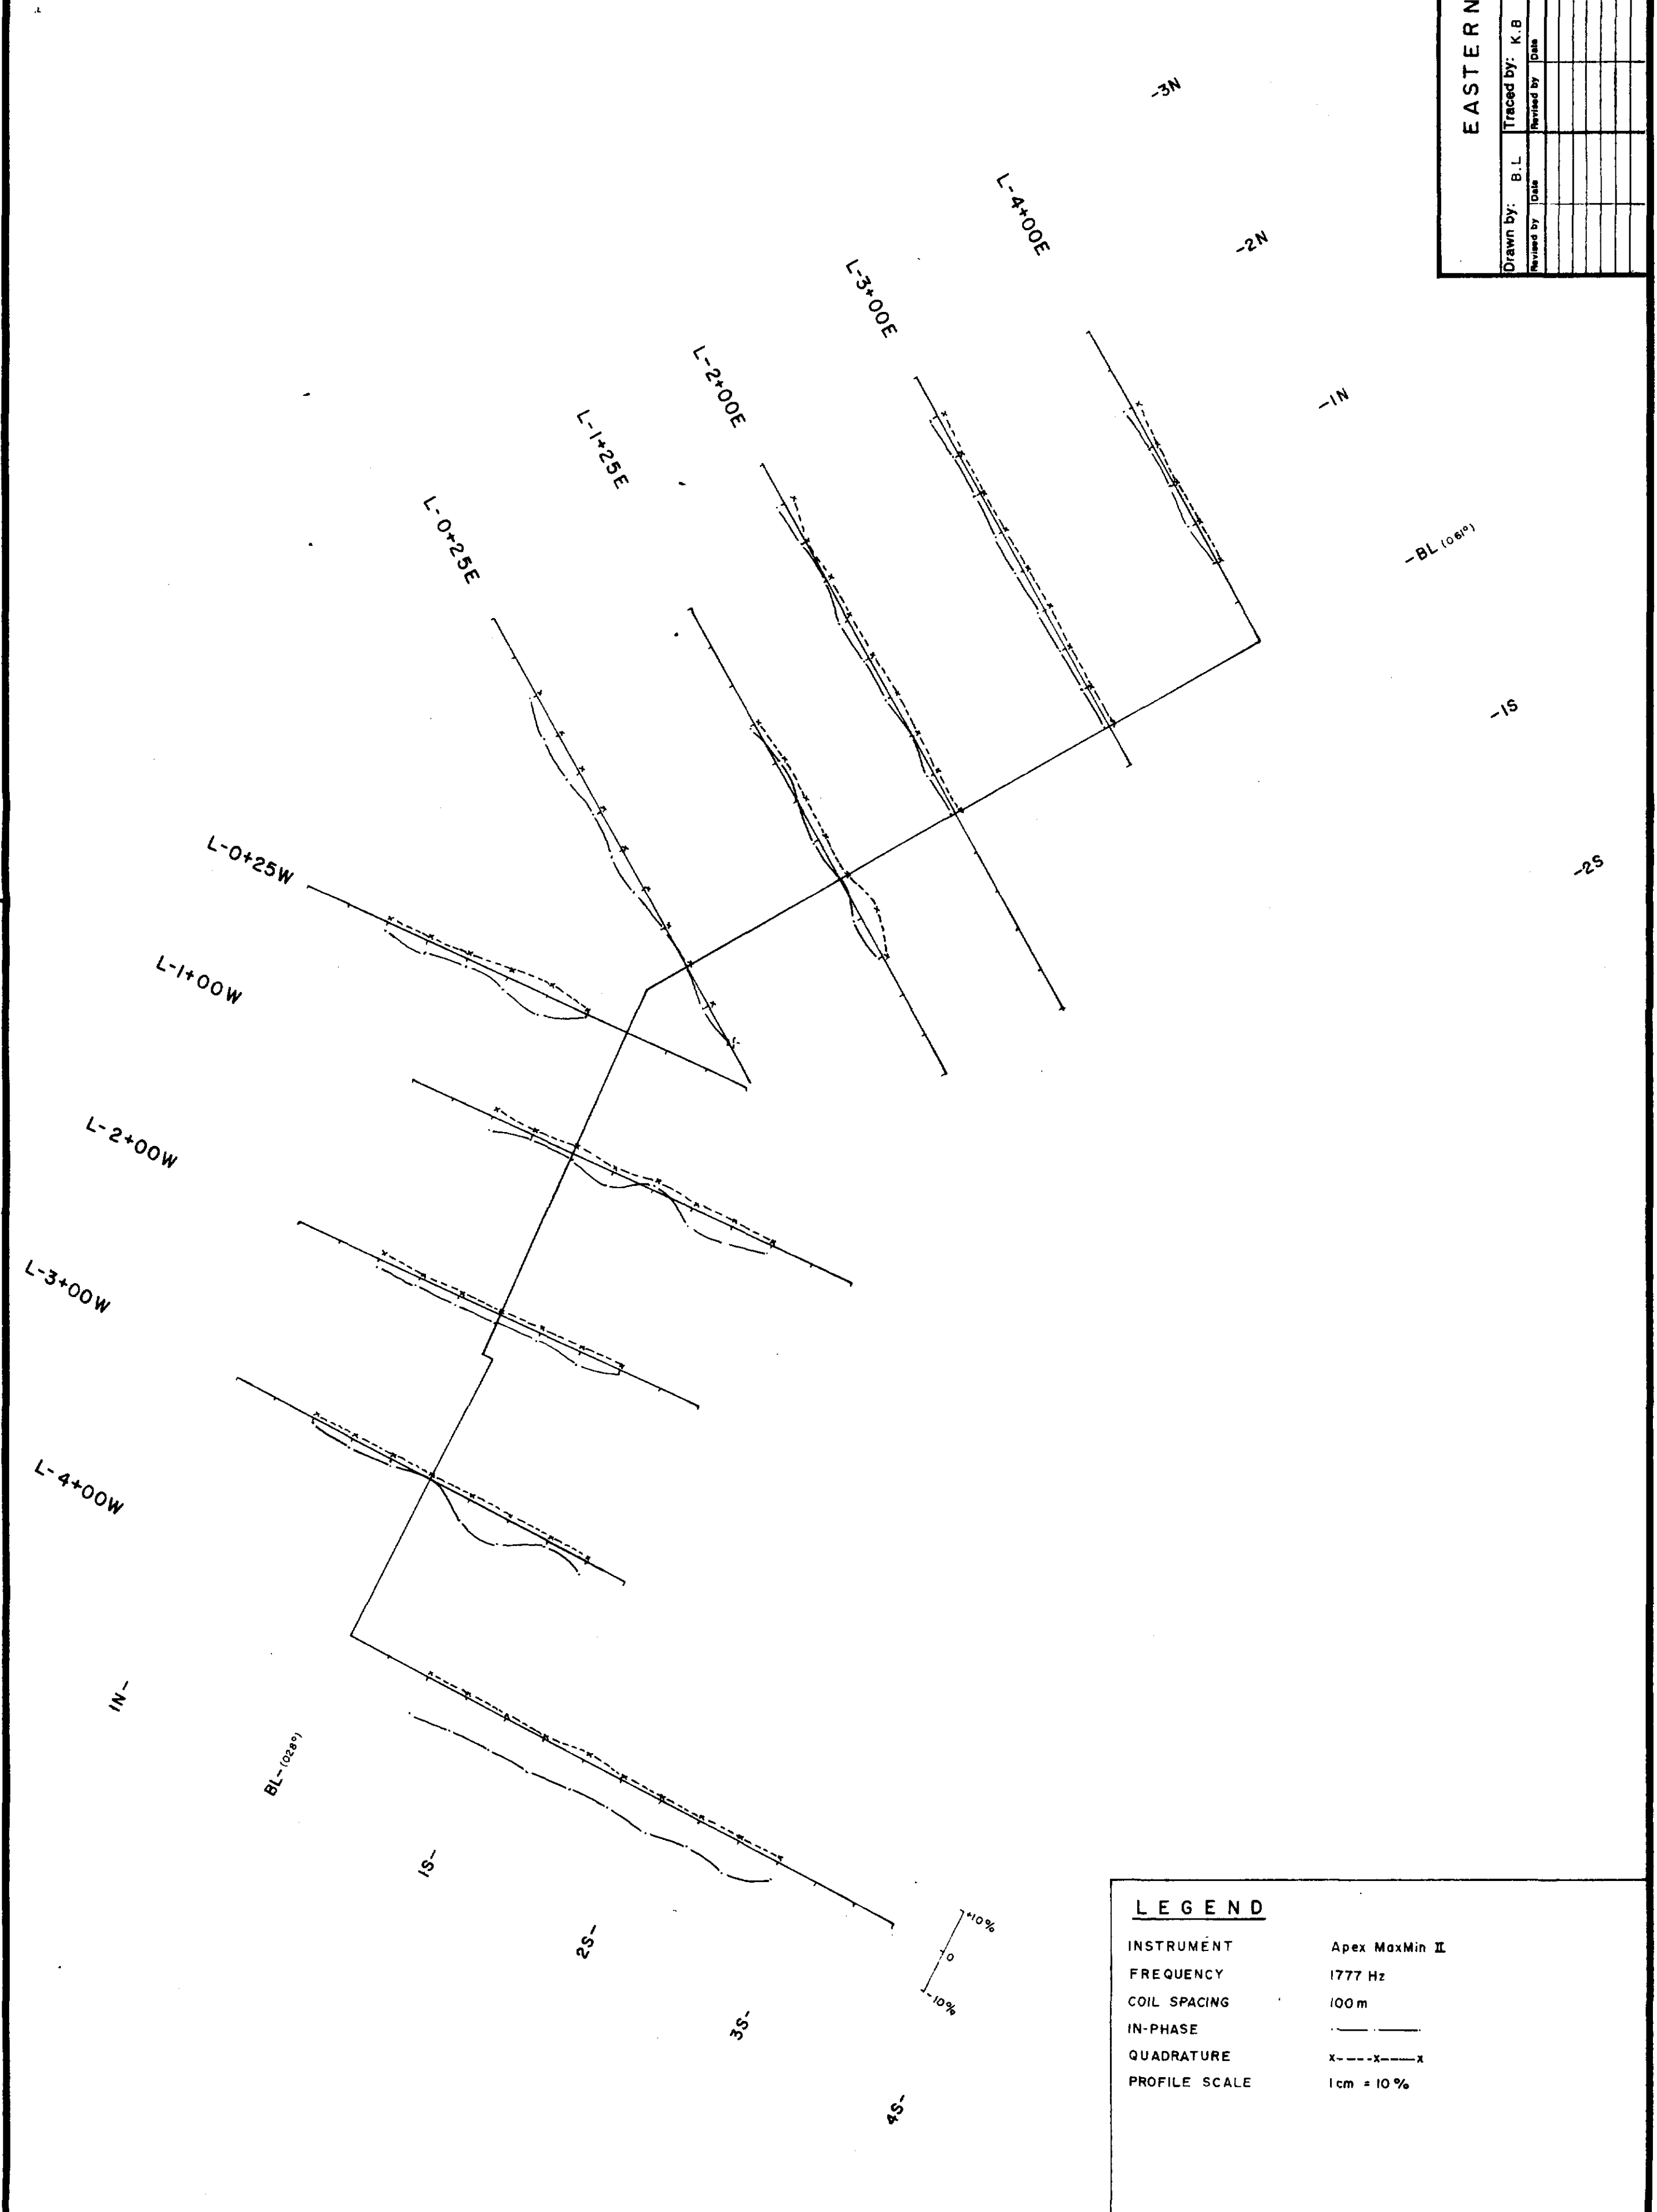 EASTERN
Drawn by: B.L
Traced by: K.B
Revised by Date
Revised by Date
-3N
L-4+00E
-2N
L-3+00E
L-2+00E
-1N
L-1+25E
L-0+25E
-BL (061°)
-1S
L-0+25W
-2S
L-1+00W
L-2+00W
L-3+00W
L-4+00W
1N-
BL-(028°)
1S-
2S-
3S-
4S-
+10%
0
-10%
LEGEND
INSTRUMENT Apex MaxMin II
FREQUENCY 1777 Hz
COIL SPACING 100m
IN-PHASE
QUADRATURE x----x----x
PROFILE SCALE 1cm = 10%